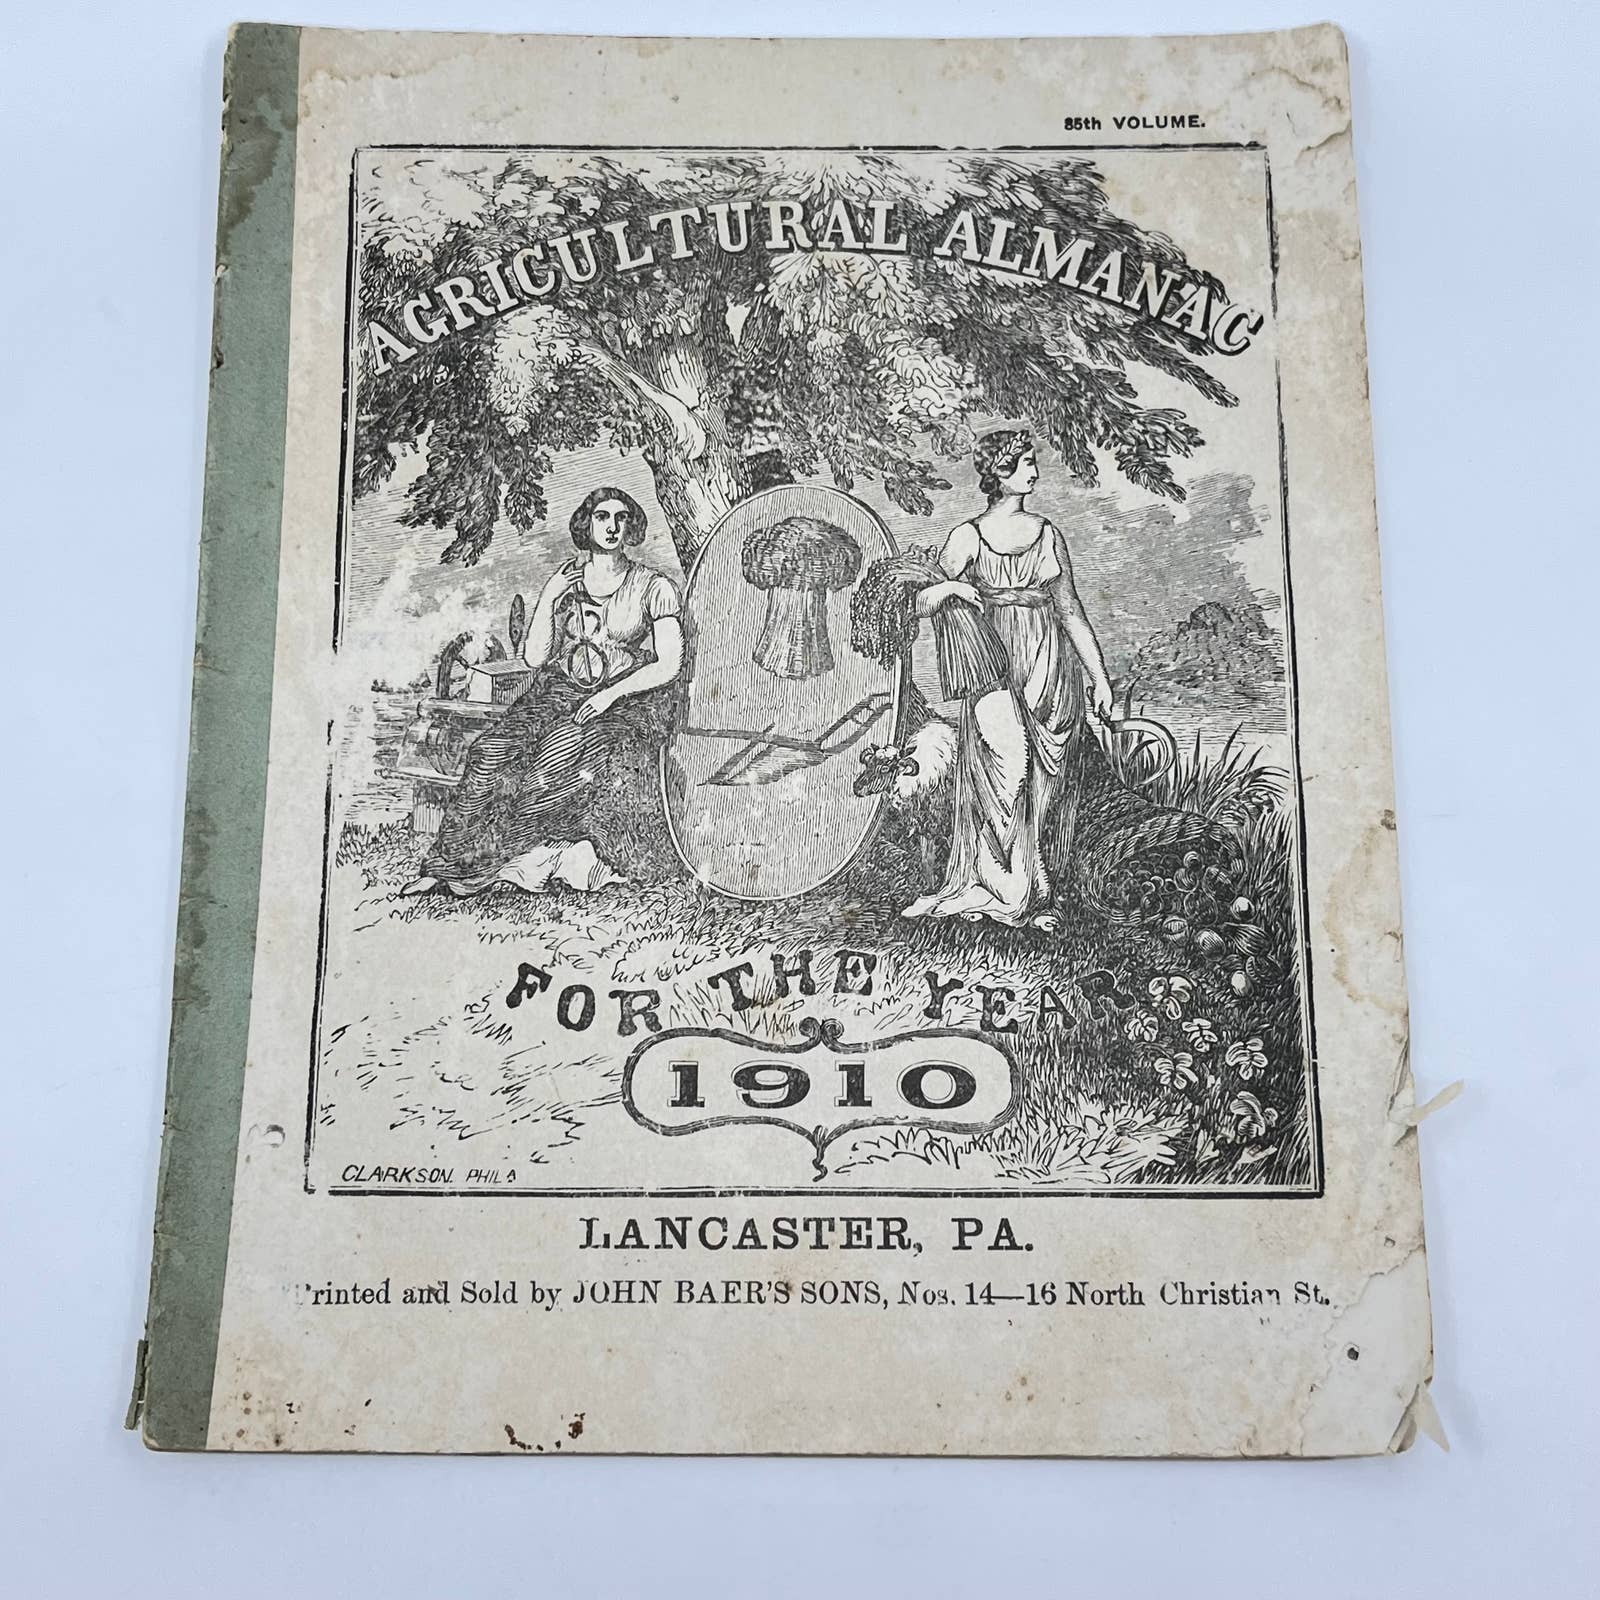 85th VOLUME.
AGRICULTURAL ALMANAC
FOR THE YEAR
1910
CLARKSON. PHILA
LANCASTER, PA.
Printed and Sold by JOHN BAER'S SONS, Nos. 14—16 North Christian St.